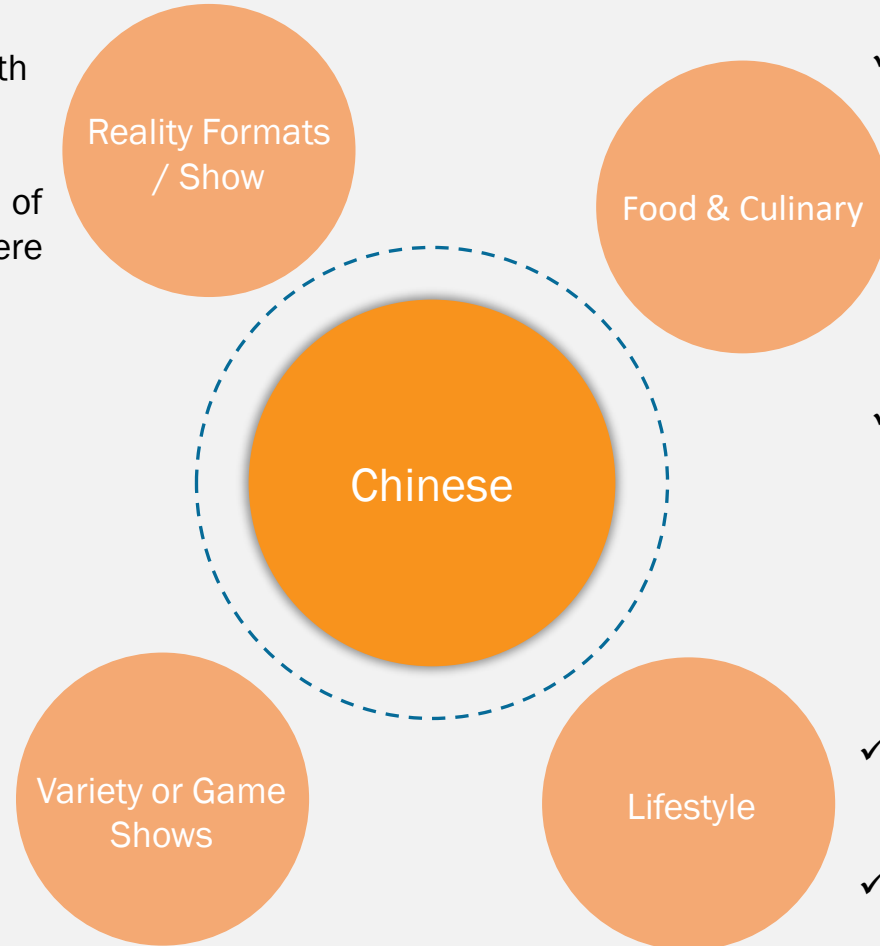 th
of
ere
Reality Formats
/ Show
✓
Food & Culinary
✓
Chinese
Variety or Game
Shows
Lifestyle
✓
✓